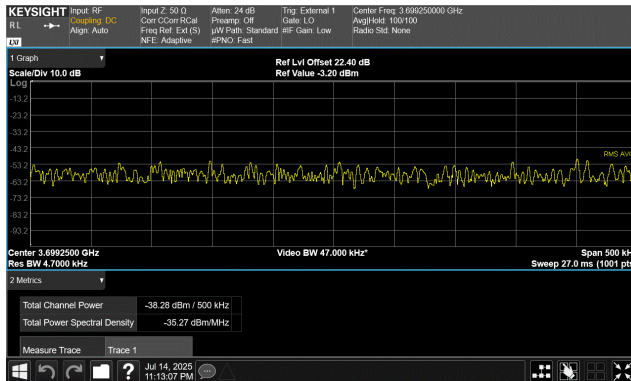 KEYSIGHT Input: RF Input Z: 50 Ω Atten: 24 dB Trig: External 1 Center Freq: 3.699250000 GHz
RL Coupling: DC Corr CCorr RCal Preamp: Off Gate: LO Avg|Hold: 100/100
Align: Auto Freq Ref: Ext (S) µW Path: Standard #IF Gain: Low Radio Std: None
LXI NFE: Adaptive #PNO: Fast
1 Graph
Ref Lvl Offset 22.40 dB
Scale/Div 10.0 dB Ref Value -3.20 dBm
Log
-13.2
-23.2
-33.2
-43.2
RMS AVG
-53.2
-63.2
-73.2
-83.2
-93.2
Center 3.6992500 GHz Video BW 47.000 kHz* Span 500 kH
Res BW 4.7000 kHz Sweep 27.0 ms (1001 pts
2 Metrics
Total Channel Power -38.28 dBm / 500 kHz
Total Power Spectral Density -35.27 dBm/MHz
Measure Trace Trace 1
? Jul 14, 2025
11:13:07 PM